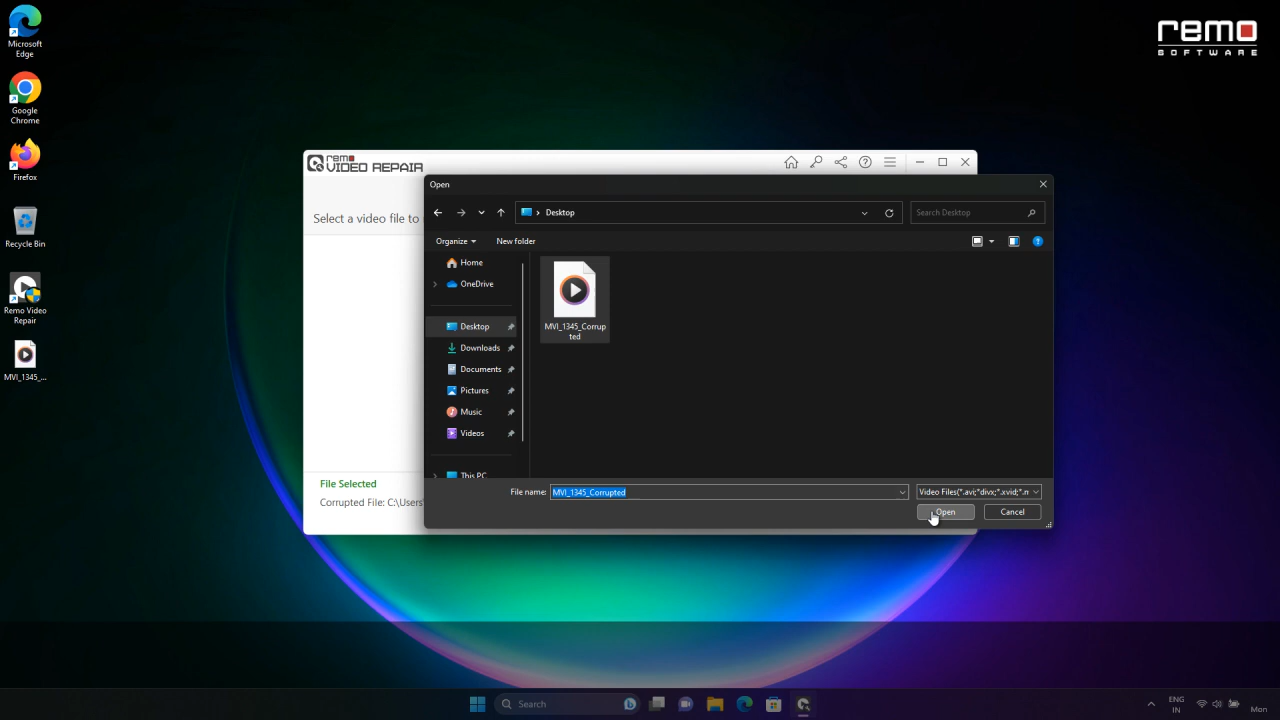 Microsoft
Edge
Google
Chrome
Firefox
Recycle Bin
Remo Video
Repair
MVI_1345_...
remo
SOFTWARE
remo
VIDEO REPAIR
Select a video file to
File Selected
Corrupted File: C:\Users\
Open
Desktop
Search Desktop
Organize
New folder
Home
OneDrive
Desktop
Downloads
Documents
Pictures
Music
Videos
This PC
MVI_1345_Corrup
ted
File name:
MVI_1345_Corrupted
Video Files(*.avi;*divx;*.xvid;*.m
Open
Cancel
Search
ENG
IN
Mon